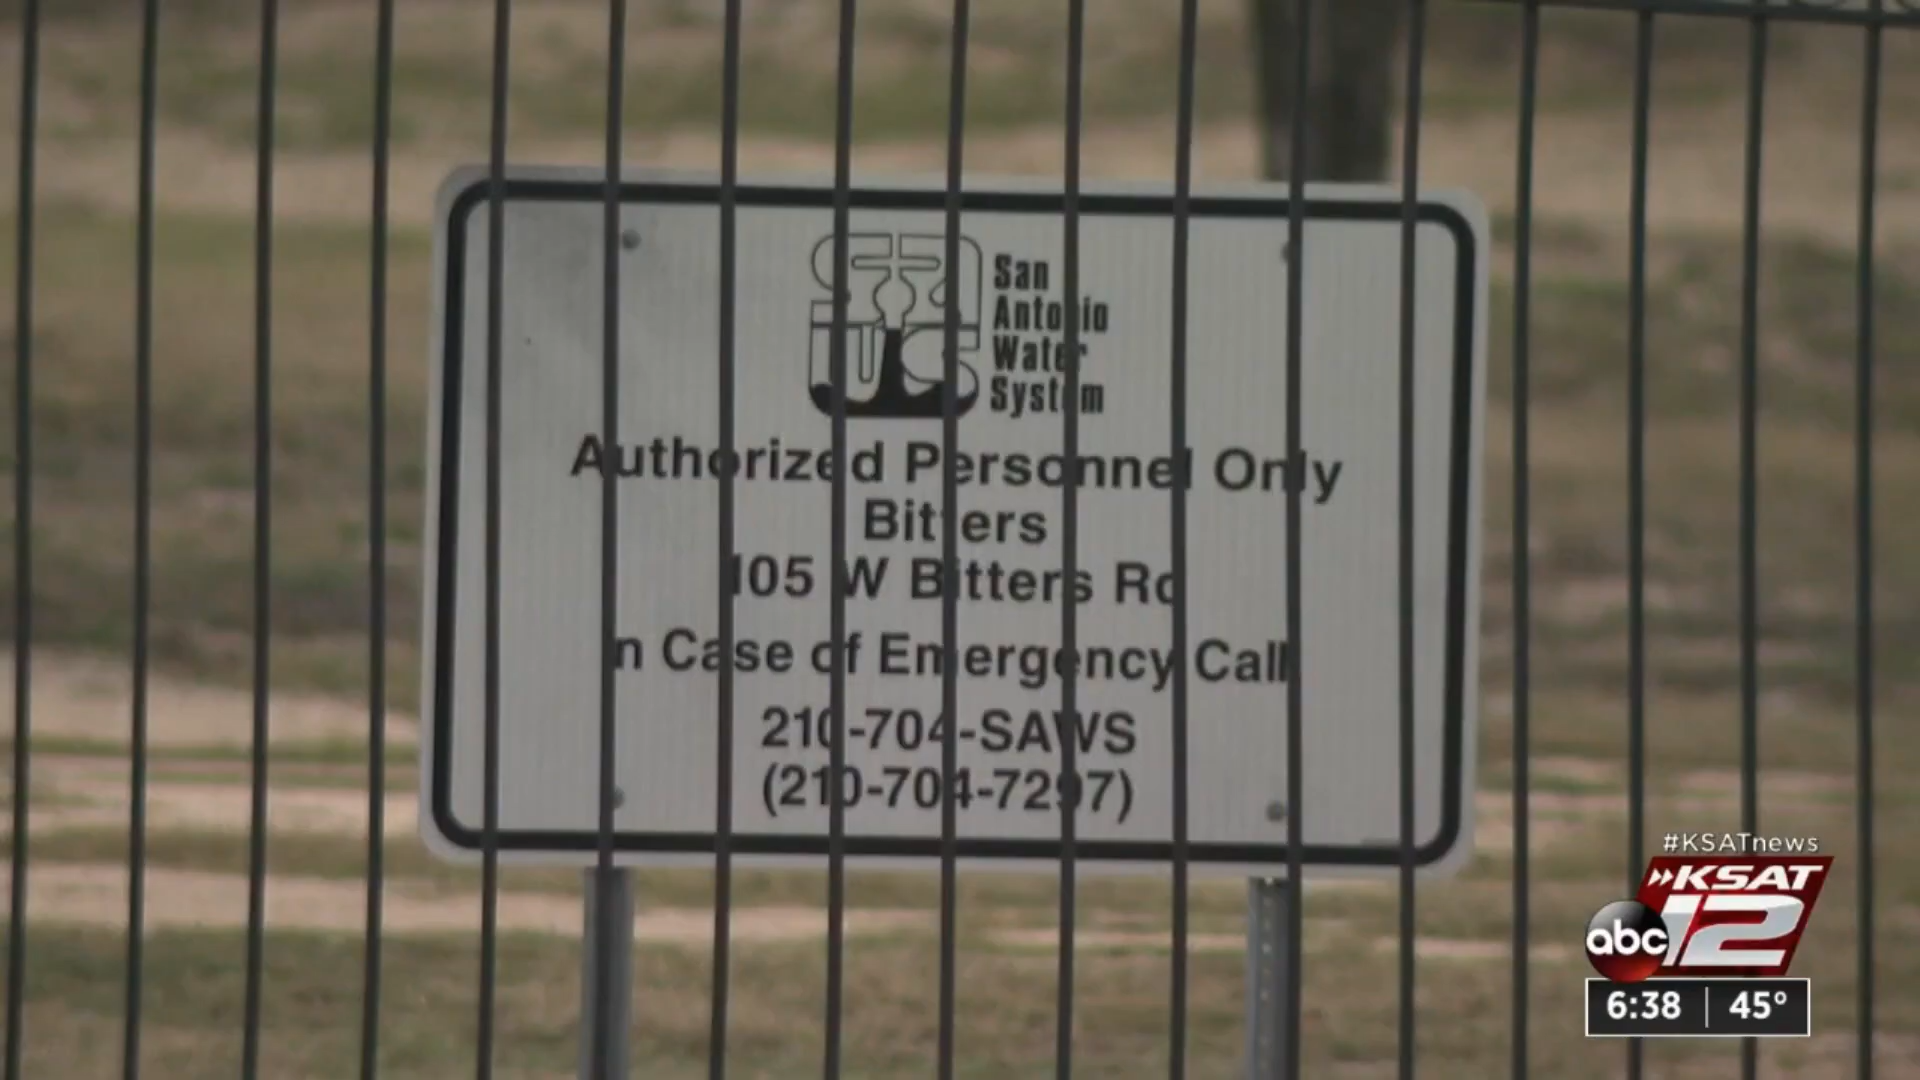 San
Antonio
Water
System
Authorized Personnel Only
Bitters
105 W Bitters Rd
In Case of Emergency Call
210-704-SAWS
(210-704-7297)
#KSATnews
KSAT
abc 12
6:38 45°